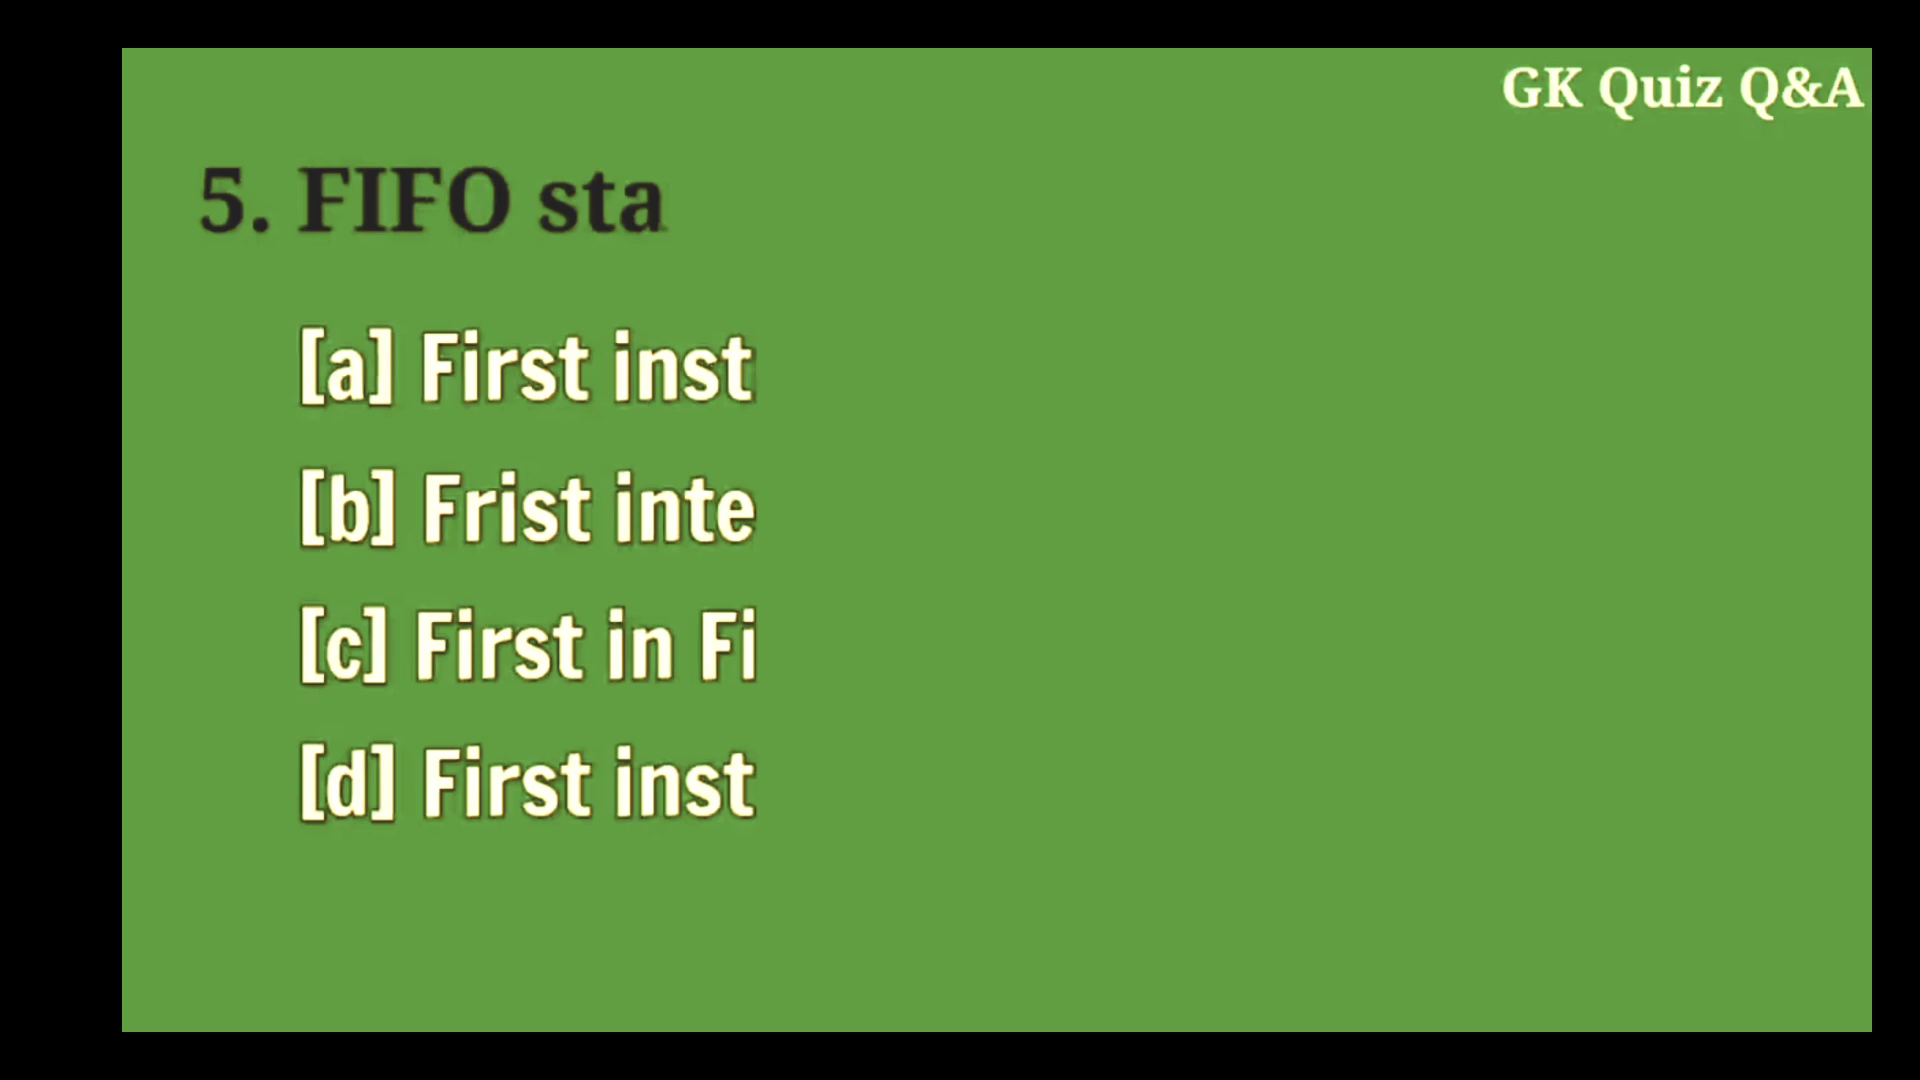 GK Quiz Q&A
5. FIFO sta
[a] First inst
[b] Frist inte
[c] First in Fi
[d] First inst